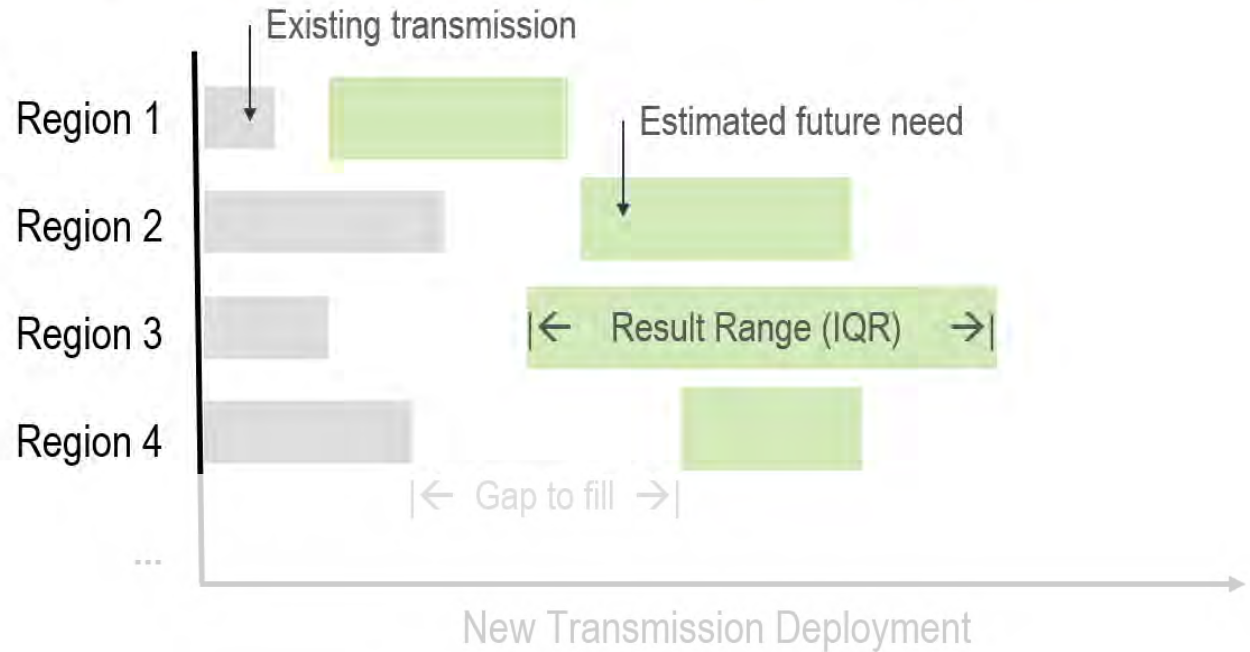 Existing transmission
Region 1
Estimated future need
Region 2
Region 3
|← Result Range (IQR) →|
Region 4
|← Gap to fill →|
...
New Transmission Deployment